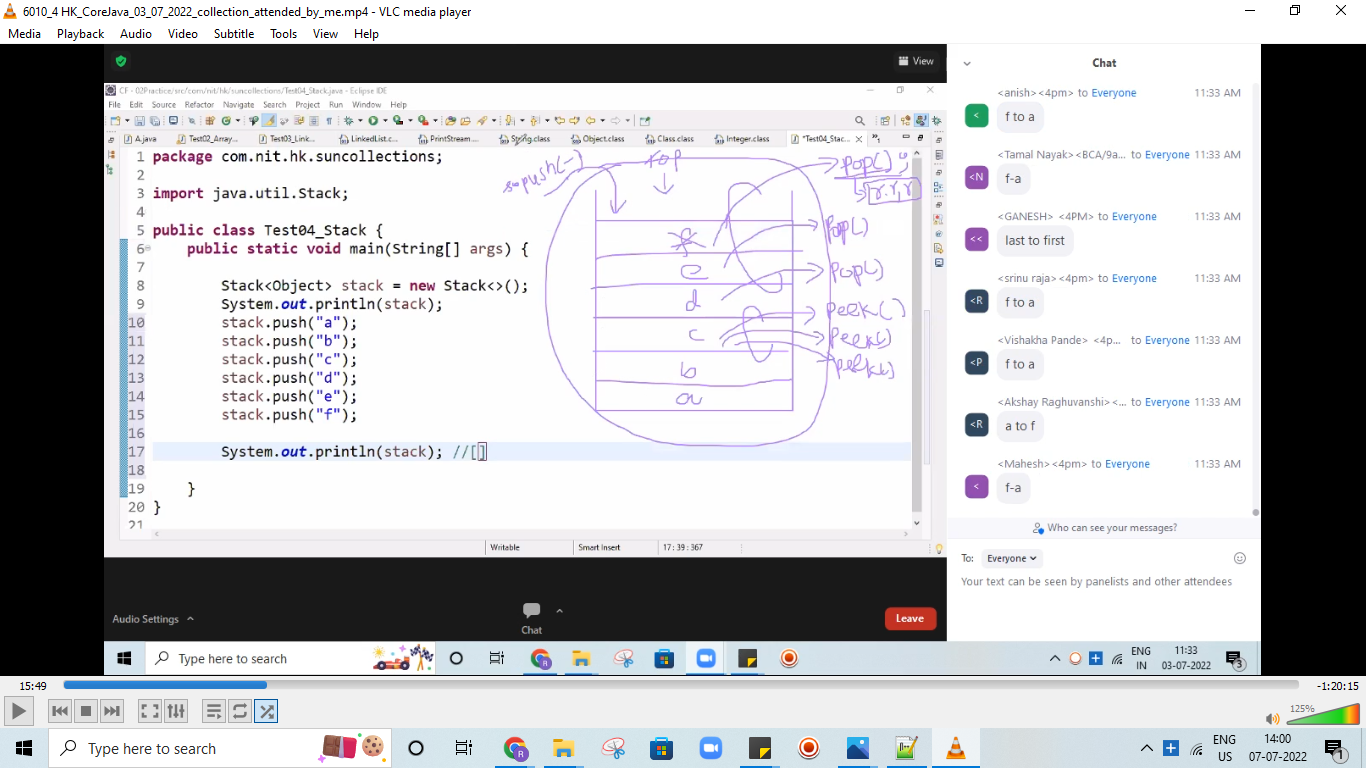 6010_4 HK_CoreJava_03_07_2022_collection_attended_by_me.mp4 - VLC media player
Media Playback Audio Video Subtitle Tools View Help
View
CF - 02Practice/src/com/nit/hk/suncollections/Test04_Stack.java - Eclipse IDE
File Edit Source Refactor Navigate Search Project Run Window Help
A.java Test02_Array... Test03_Link... LinkedList.c... PrintStream.... String.class Object.class Class.class Integer.class *Test04_Stac...
1 package com.nit.hk.suncollections;
2
3 import java.util.Stack;
4
5 public class Test04_Stack {
6 public static void main(String[] args) {
7
8 Stack<Object> stack = new Stack<>();
9 System.out.println(stack);
10 stack.push("a");
11 stack.push("b");
12 stack.push("c");
13 stack.push("d");
14 stack.push("e");
15 stack.push("f");
16
17 System.out.println(stack); //[]
18
19 }
20 }
21
push(-)
TOP
pop();
f
pop()
e
pop()
d
peek()
c
peek()
peek()
b
a
Writable Smart Insert 17 : 39 : 367
Audio Settings
Chat
Leave
Chat
<anish><4pm> to Everyone 11:33 AM
<
f to a
<Tamal Nayak><BCA/9a... to Everyone 11:33 AM
<N
f-a
<GANESH> <4PM> to Everyone 11:33 AM
<<
last to first
<srinu raja><4pm> to Everyone 11:33 AM
<R
f to a
<Vishakha Pande> <4p... to Everyone 11:33 AM
<P
f to a
<Akshay Raghuvanshi><... to Everyone 11:33 AM
<R
a to f
<Mahesh><4pm> to Everyone 11:33 AM
<
f-a
Who can see your messages?
To: Everyone
Your text can be seen by panelists and other attendees
Type here to search
ENG
IN
11:33
03-07-2022
3
15:49
-1:20:15
125%
Type here to search
ENG
US
14:00
07-07-2022
1